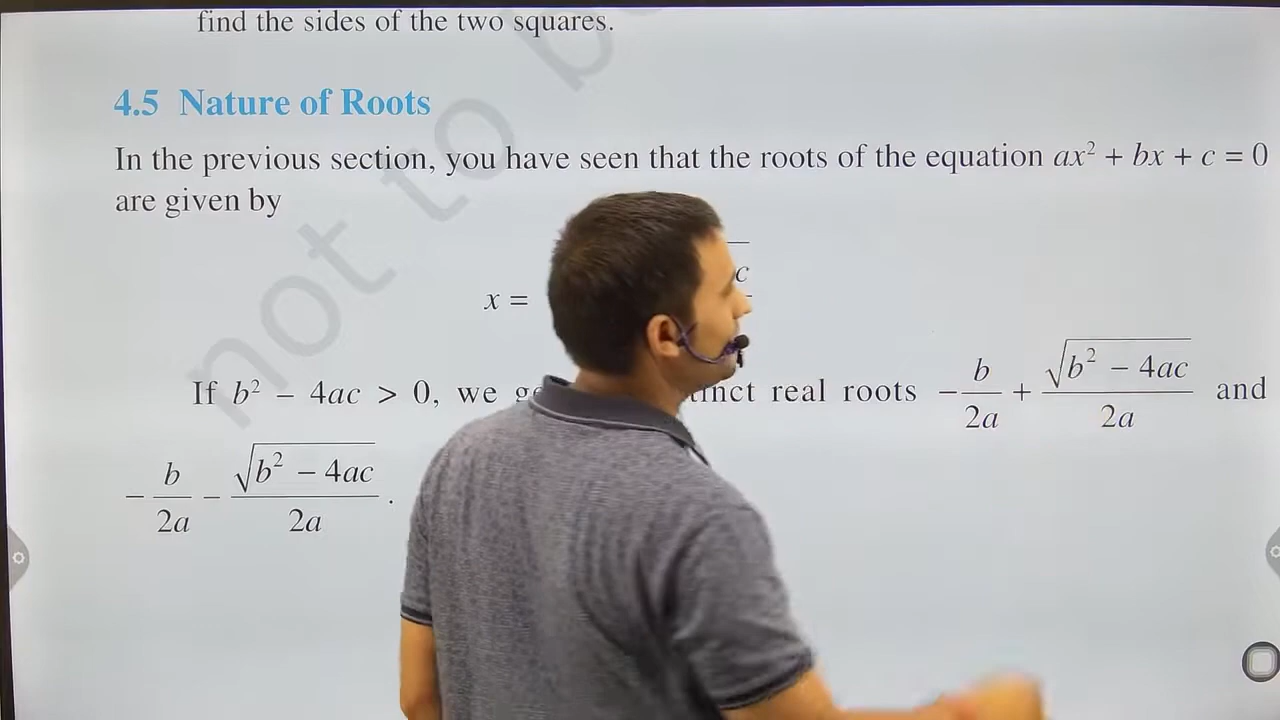 find the sides of the two squares.
4.5 Nature of Roots
In the previous section, you have seen that the roots of the equation ax² + bx + c = 0
are given by
x = c
If b² – 4ac > 0, we real roots – b/2a + √(b² – 4ac)/2a and
– b/2a – √(b² – 4ac)/2a .
not to